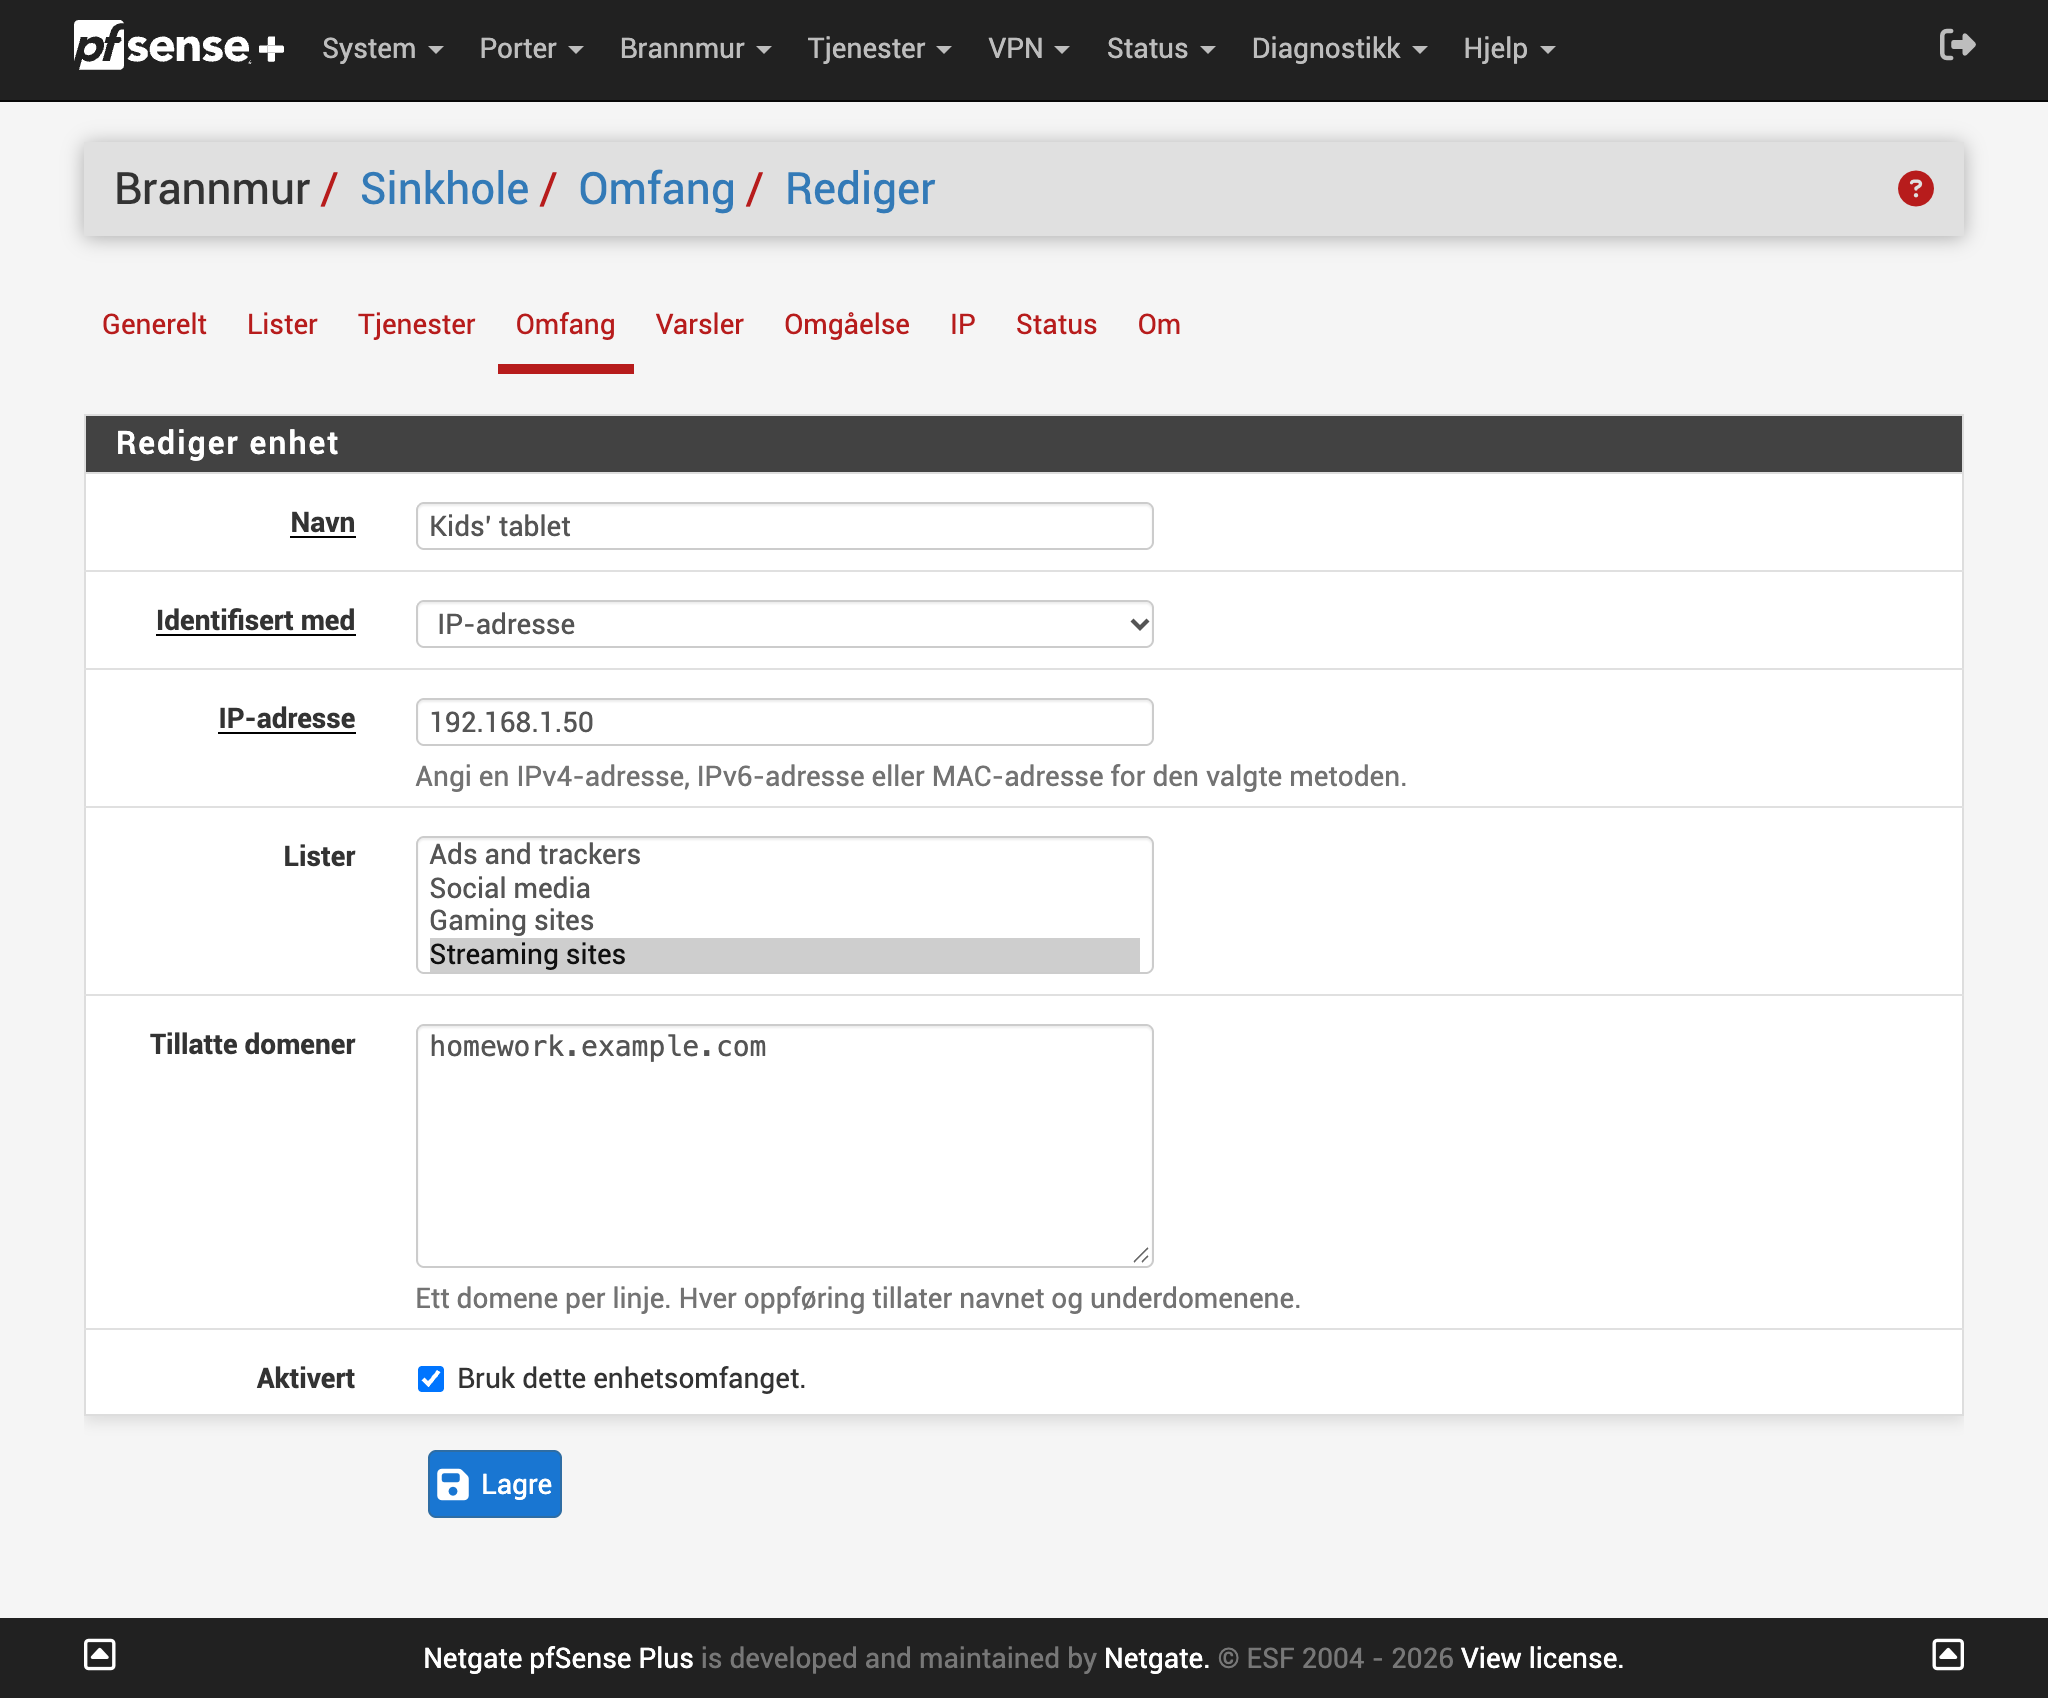 pfsense+ System Porter Brannmur Tjenester VPN Status Diagnostikk Hjelp
Brannmur / Sinkhole / Omfang / Rediger
Generelt Lister Tjenester Omfang Varsler Omgåelse IP Status Om
Rediger enhet
Navn Kids' tablet
Identifisert med IP-adresse
IP-adresse 192.168.1.50
Angi en IPv4-adresse, IPv6-adresse eller MAC-adresse for den valgte metoden.
Lister Ads and trackers
Social media
Gaming sites
Streaming sites
Tillatte domener homework.example.com
Ett domene per linje. Hver oppføring tillater navnet og underdomenene.
Aktivert Bruk dette enhetsomfanget.
Lagre
Netgate pfSense Plus is developed and maintained by Netgate. © ESF 2004 - 2026 View license.